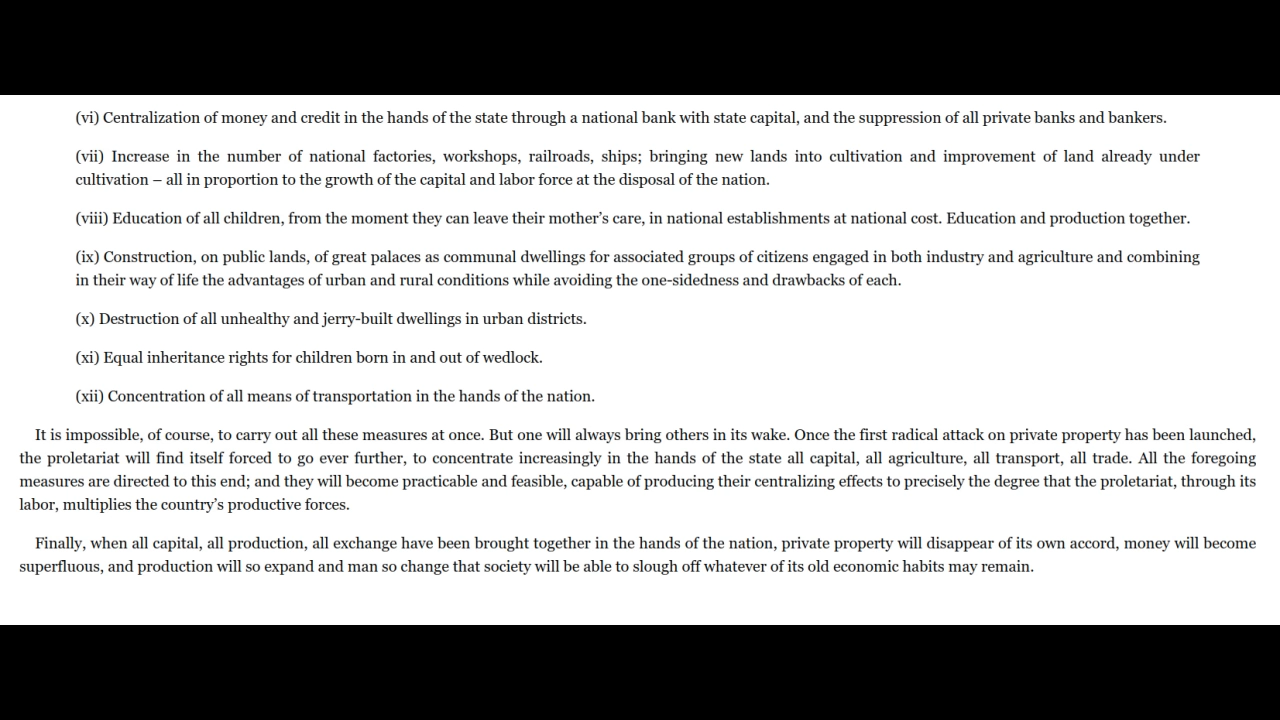 (vi) Centralization of money and credit in the hands of the state through a national bank with state capital, and the suppression of all private banks and bankers.
(vii) Increase in the number of national factories, workshops, railroads, ships; bringing new lands into cultivation and improvement of land already under
cultivation – all in proportion to the growth of the capital and labor force at the disposal of the nation.
(viii) Education of all children, from the moment they can leave their mother’s care, in national establishments at national cost. Education and production together.
(ix) Construction, on public lands, of great palaces as communal dwellings for associated groups of citizens engaged in both industry and agriculture and combining
in their way of life the advantages of urban and rural conditions while avoiding the one-sidedness and drawbacks of each.
(x) Destruction of all unhealthy and jerry-built dwellings in urban districts.
(xi) Equal inheritance rights for children born in and out of wedlock.
(xii) Concentration of all means of transportation in the hands of the nation.
It is impossible, of course, to carry out all these measures at once. But one will always bring others in its wake. Once the first radical attack on private property has been launched,
the proletariat will find itself forced to go ever further, to concentrate increasingly in the hands of the state all capital, all agriculture, all transport, all trade. All the foregoing
measures are directed to this end; and they will become practicable and feasible, capable of producing their centralizing effects to precisely the degree that the proletariat, through its
labor, multiplies the country’s productive forces.
Finally, when all capital, all production, all exchange have been brought together in the hands of the nation, private property will disappear of its own accord, money will become
superfluous, and production will so expand and man so change that society will be able to slough off whatever of its old economic habits may remain.